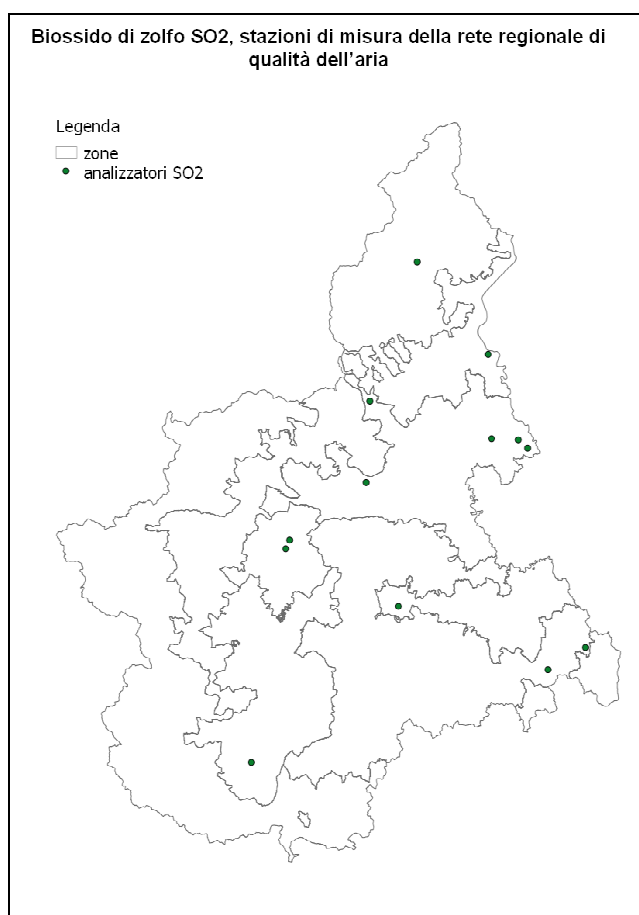 Biossido di zolfo SO2, stazioni di misura della rete regionale di
qualità dell'aria
Legenda
zone
analizzatori SO2